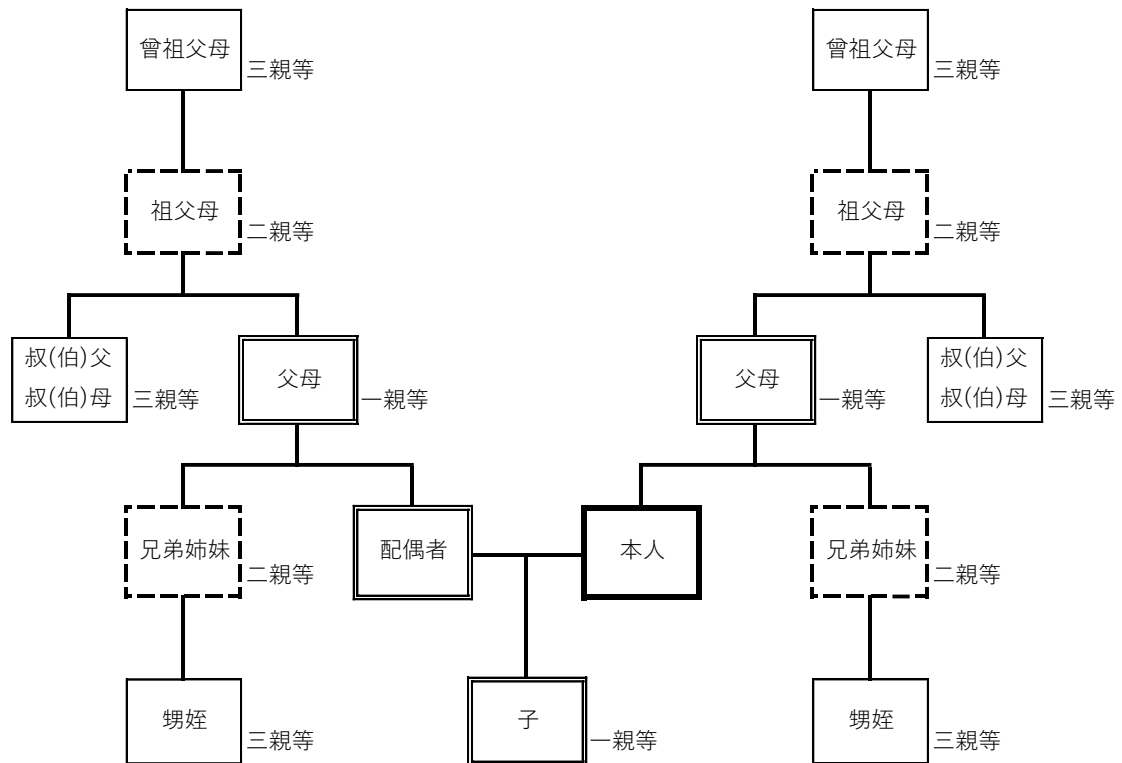 曾祖父母
三親等
曾祖父母
三親等
祖父母
二親等
祖父母
二親等
叔(伯)父
叔(伯)母
三親等
父母
一親等
父母
一親等
叔(伯)父
叔(伯)母
三親等
兄弟姉妹
二親等
配偶者
本人
兄弟姉妹
二親等
甥姪
三親等
子
一親等
甥姪
三親等